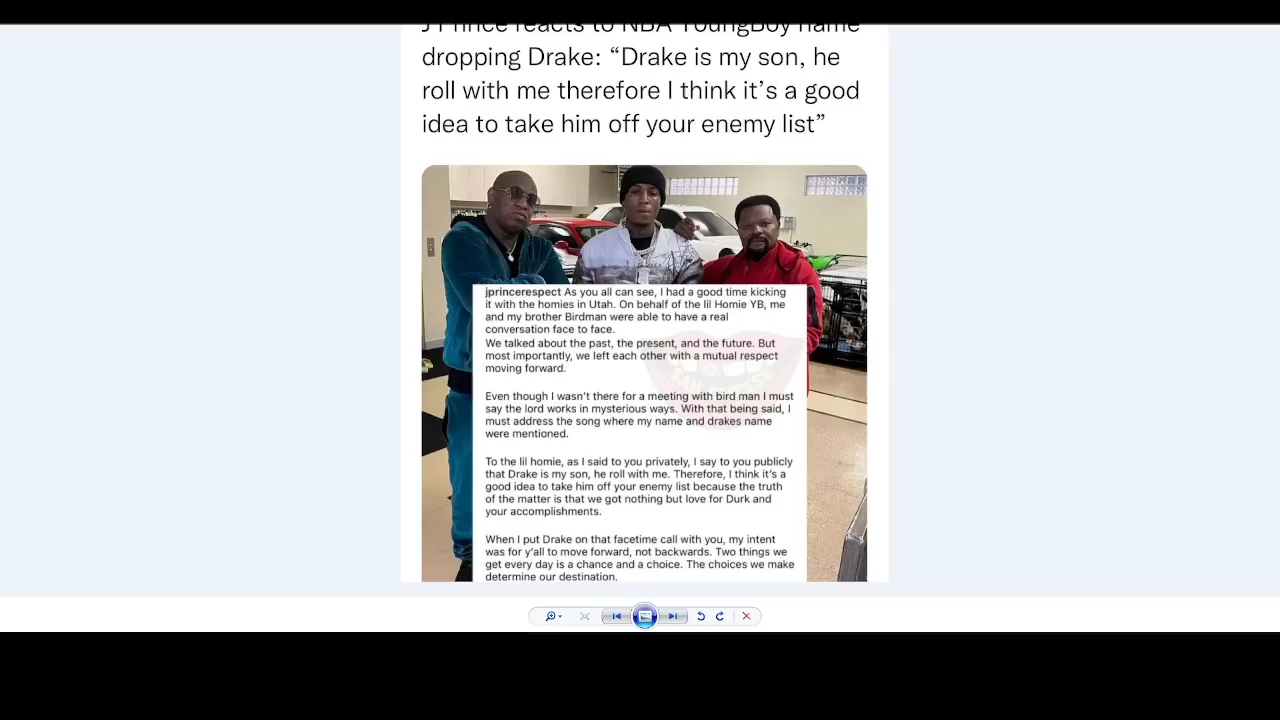 J Prince reacts to NBA YoungBoy name
dropping Drake: “Drake is my son, he
roll with me therefore I think it’s a good
idea to take him off your enemy list”
jprincerespect As you all can see, I had a good time kicking
it with the homies in Utah. On behalf of the lil Homie YB, me
and my brother Birdman were able to have a real
conversation face to face.
We talked about the past, the present, and the future. But
most importantly, we left each other with a mutual respect
moving forward.
Even though I wasn't there for a meeting with bird man I must
say the lord works in mysterious ways. With that being said, I
must address the song where my name and drakes name
were mentioned.
To the lil homie, as I said to you privately, I say to you publicly
that Drake is my son, he roll with me. Therefore, I think it's a
good idea to take him off your enemy list because the truth
of the matter is that we got nothing but love for Durk and
your accomplishments.
When I put Drake on that facetime call with you, my intent
was for y'all to move forward, not backwards. Two things we
get every day is a chance and a choice. The choices we make
determine our destination.